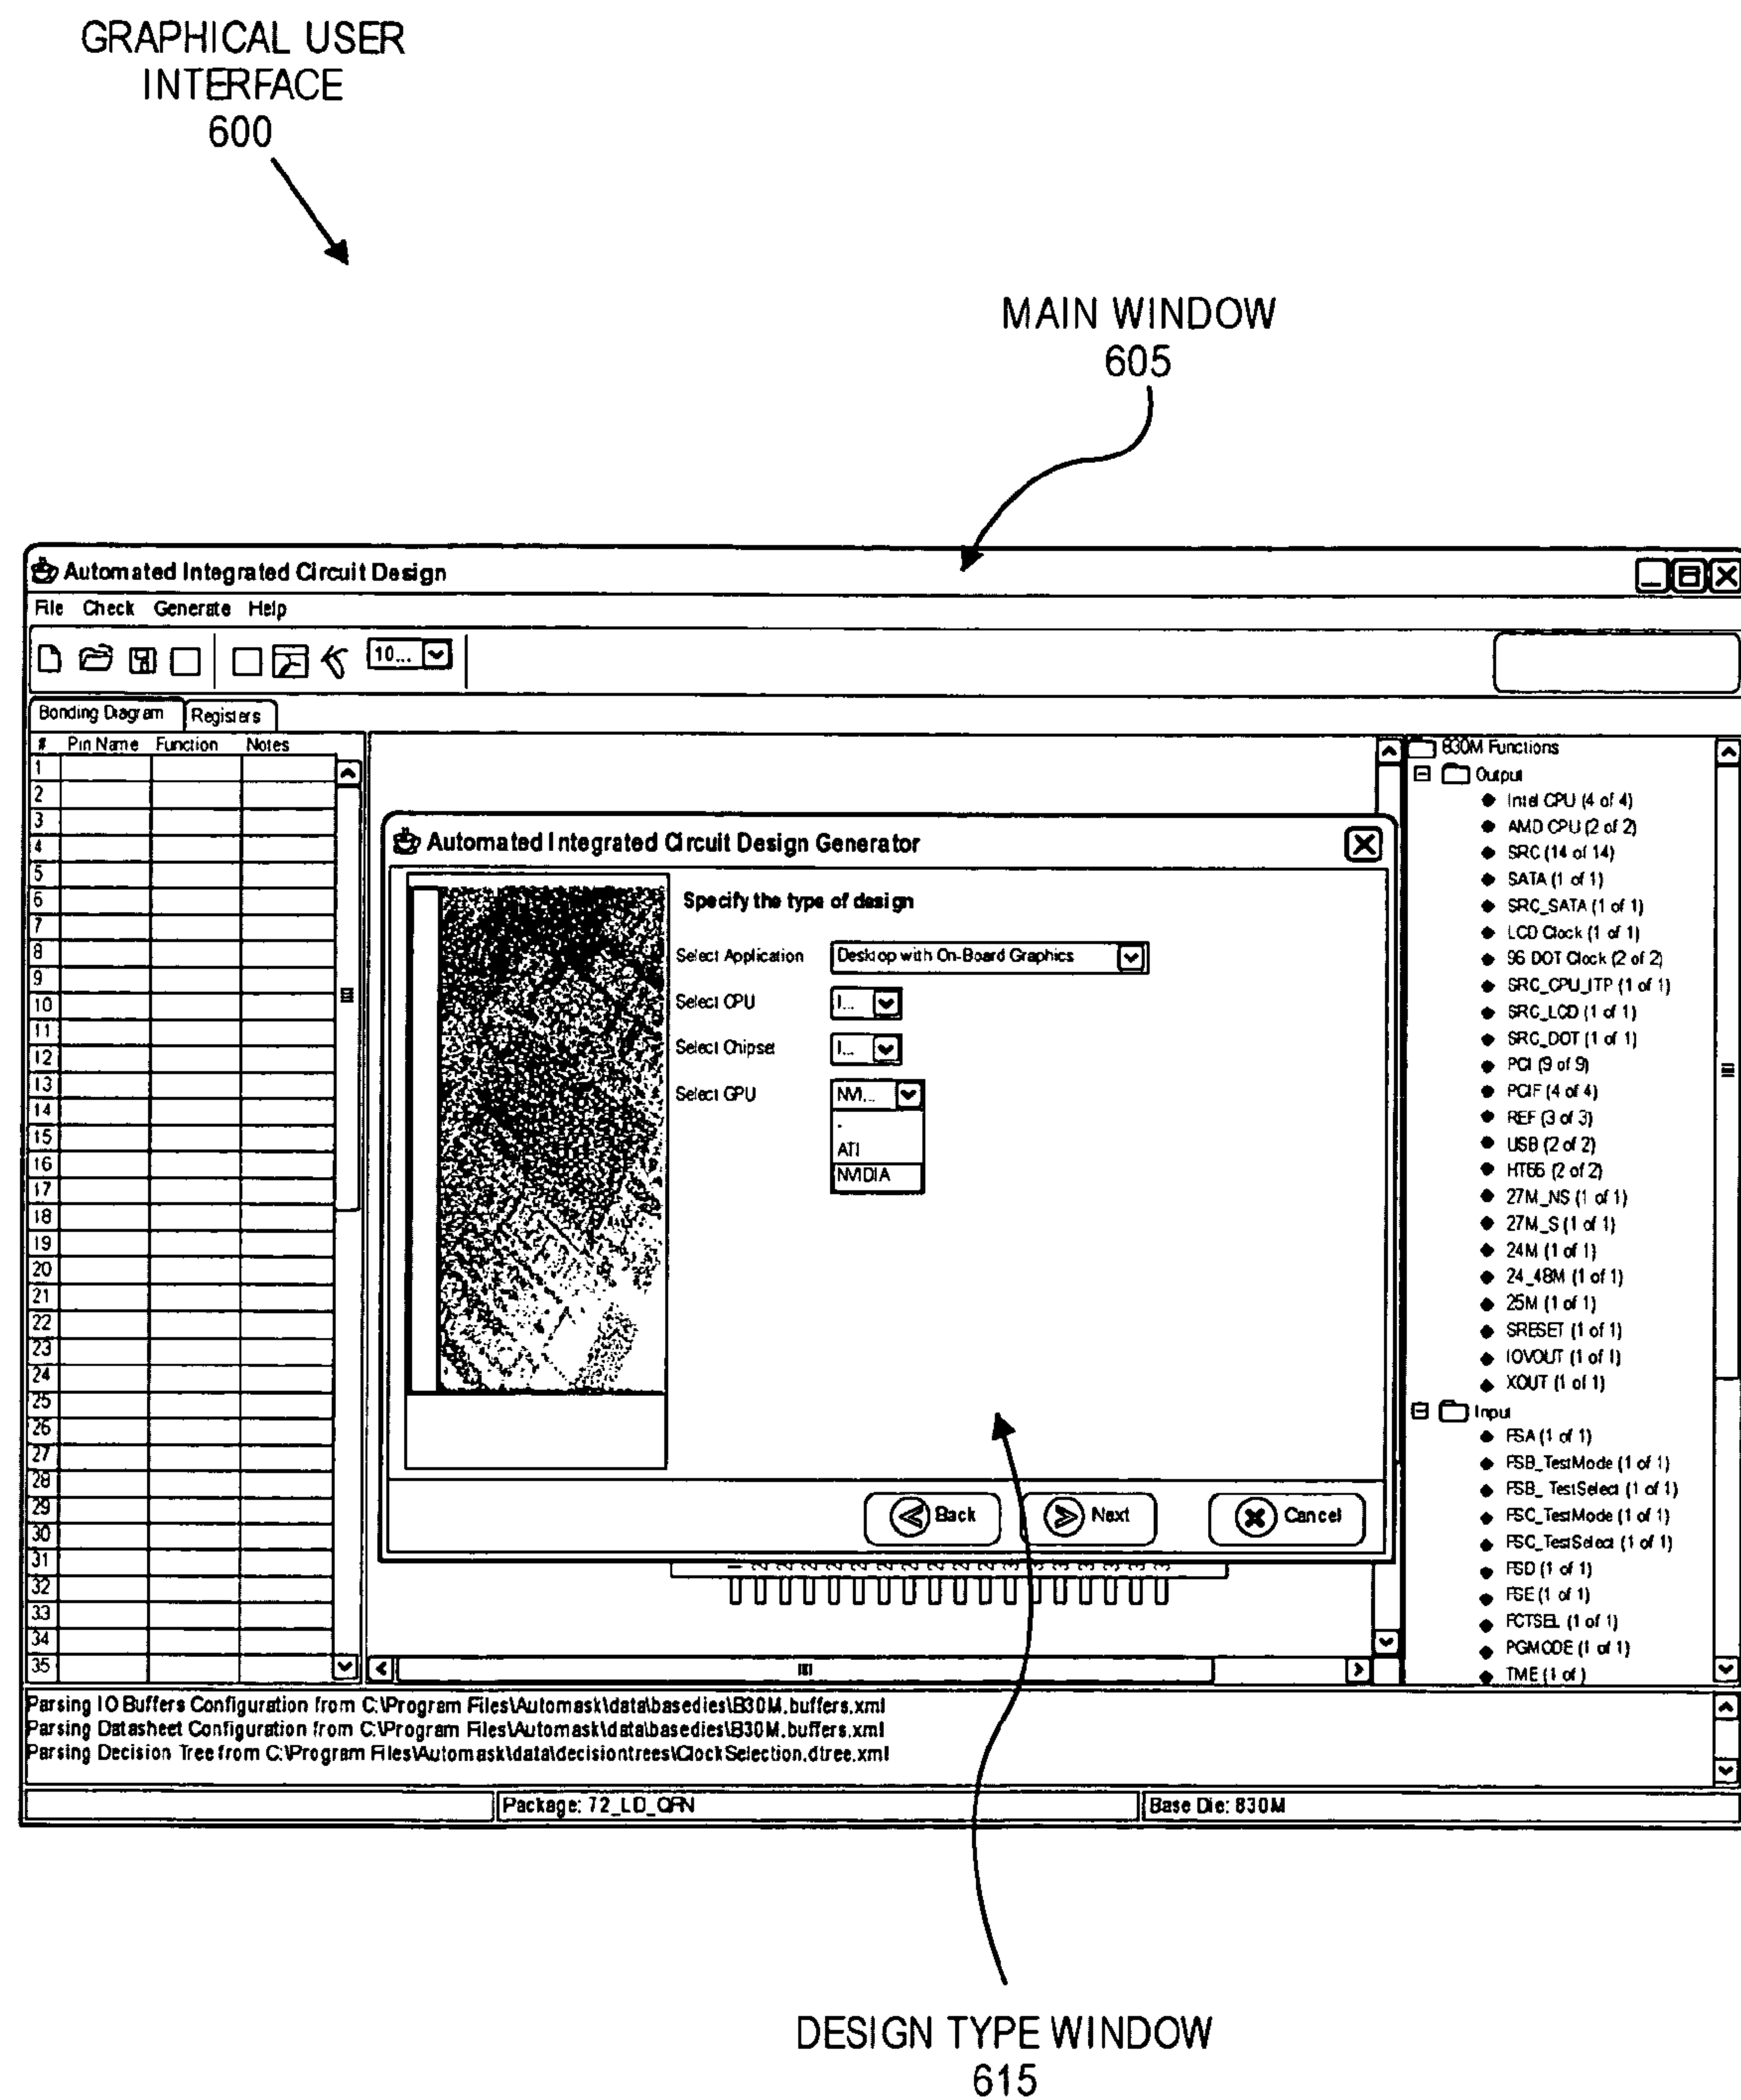 GRAPHICAL USER
INTERFACE
600
MAIN WINDOW
605
Automated Integrated Circuit Design
File Check Generate Help
10...
Bonding Diagram Registers
# Pin Name Function Notes
1
2
3
4
5
6
7
8
9
10
11
12
13
14
15
16
17
18
19
20
21
22
23
24
25
26
27
28
29
30
31
32
33
34
35
Automated Integrated Circuit Design Generator
Specify the type of design
Select Application Desktop with On-Board Graphics
Select CPU I...
Select Chipset I...
Select GPU NVI...
-
ATI
NVIDIA
Back Next Cancel
830M Functions
Output
Intel CPU (4 of 4)
AMD CPU (2 of 2)
SRC (14 of 14)
SATA (1 of 1)
SRC_SATA (1 of 1)
LCD Clock (1 of 1)
96 DOT Clock (2 of 2)
SRC_CPU_ITP (1 of 1)
SRC_LCD (1 of 1)
SRC_DOT (1 of 1)
PCI (9 of 9)
PCIF (4 of 4)
REF (3 of 3)
USB (2 of 2)
HT66 (2 of 2)
27M_NS (1 of 1)
27M_S (1 of 1)
24M (1 of 1)
24_48M (1 of 1)
25M (1 of 1)
SRESET (1 of 1)
IOVOUT (1 of 1)
XOUT (1 of 1)
Input
FSA (1 of 1)
FSB_TestMode (1 of 1)
FSB_ TestSelect (1 of 1)
FSC_TestMode (1 of 1)
FSC_TestSelect (1 of 1)
FSD (1 of 1)
FSE (1 of 1)
FCTSEL (1 of 1)
PGMODE (1 of 1)
TME (1 of )
Parsing IO Buffers Configuration from C:\Program Files\Automask\data\basedies\B30M.buffers.xml
Parsing Datasheet Configuration from C:\Program Files\Automask\data\basedies\B30M.buffers.xml
Parsing Decision Tree from C:\Program Files\Automask\data\decisiontrees\ClockSelection.dtree.xml
Package: 72_LD_QFN Base Die: 830M
DESIGN TYPE WINDOW
615